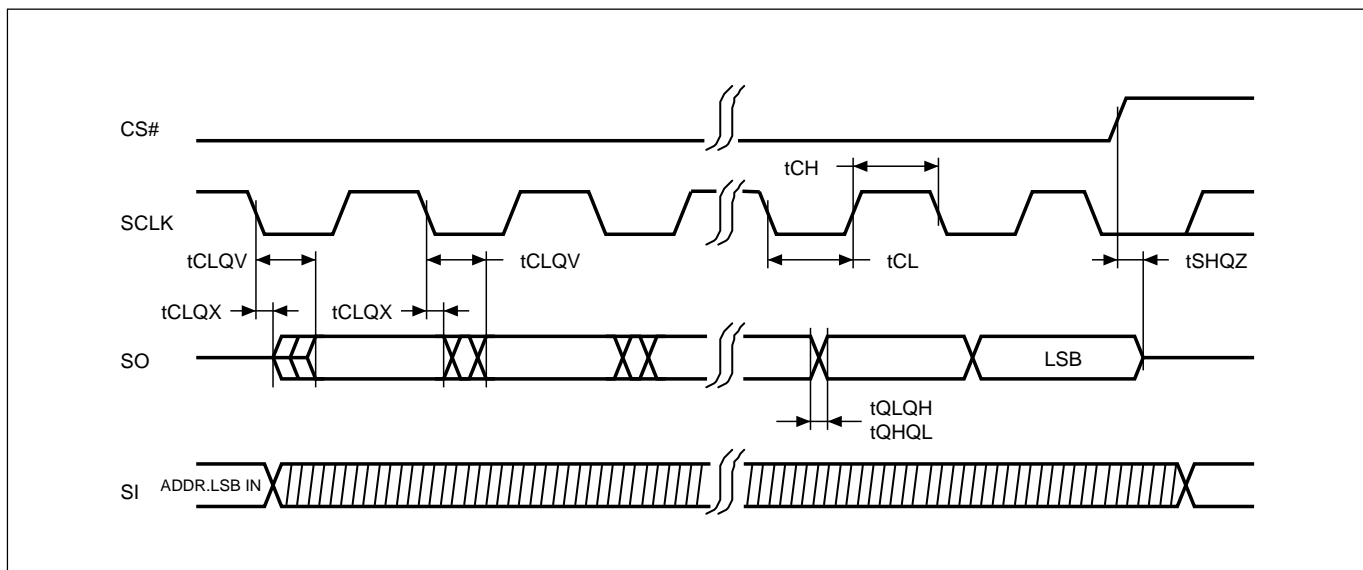 CS#
tCH
SCLK
tCLQV
tCLQV
tCL
tSHQZ
tCLQX
tCLQX
SO
LSB
tQLQH
tQHQL
SI
ADDR.LSB IN